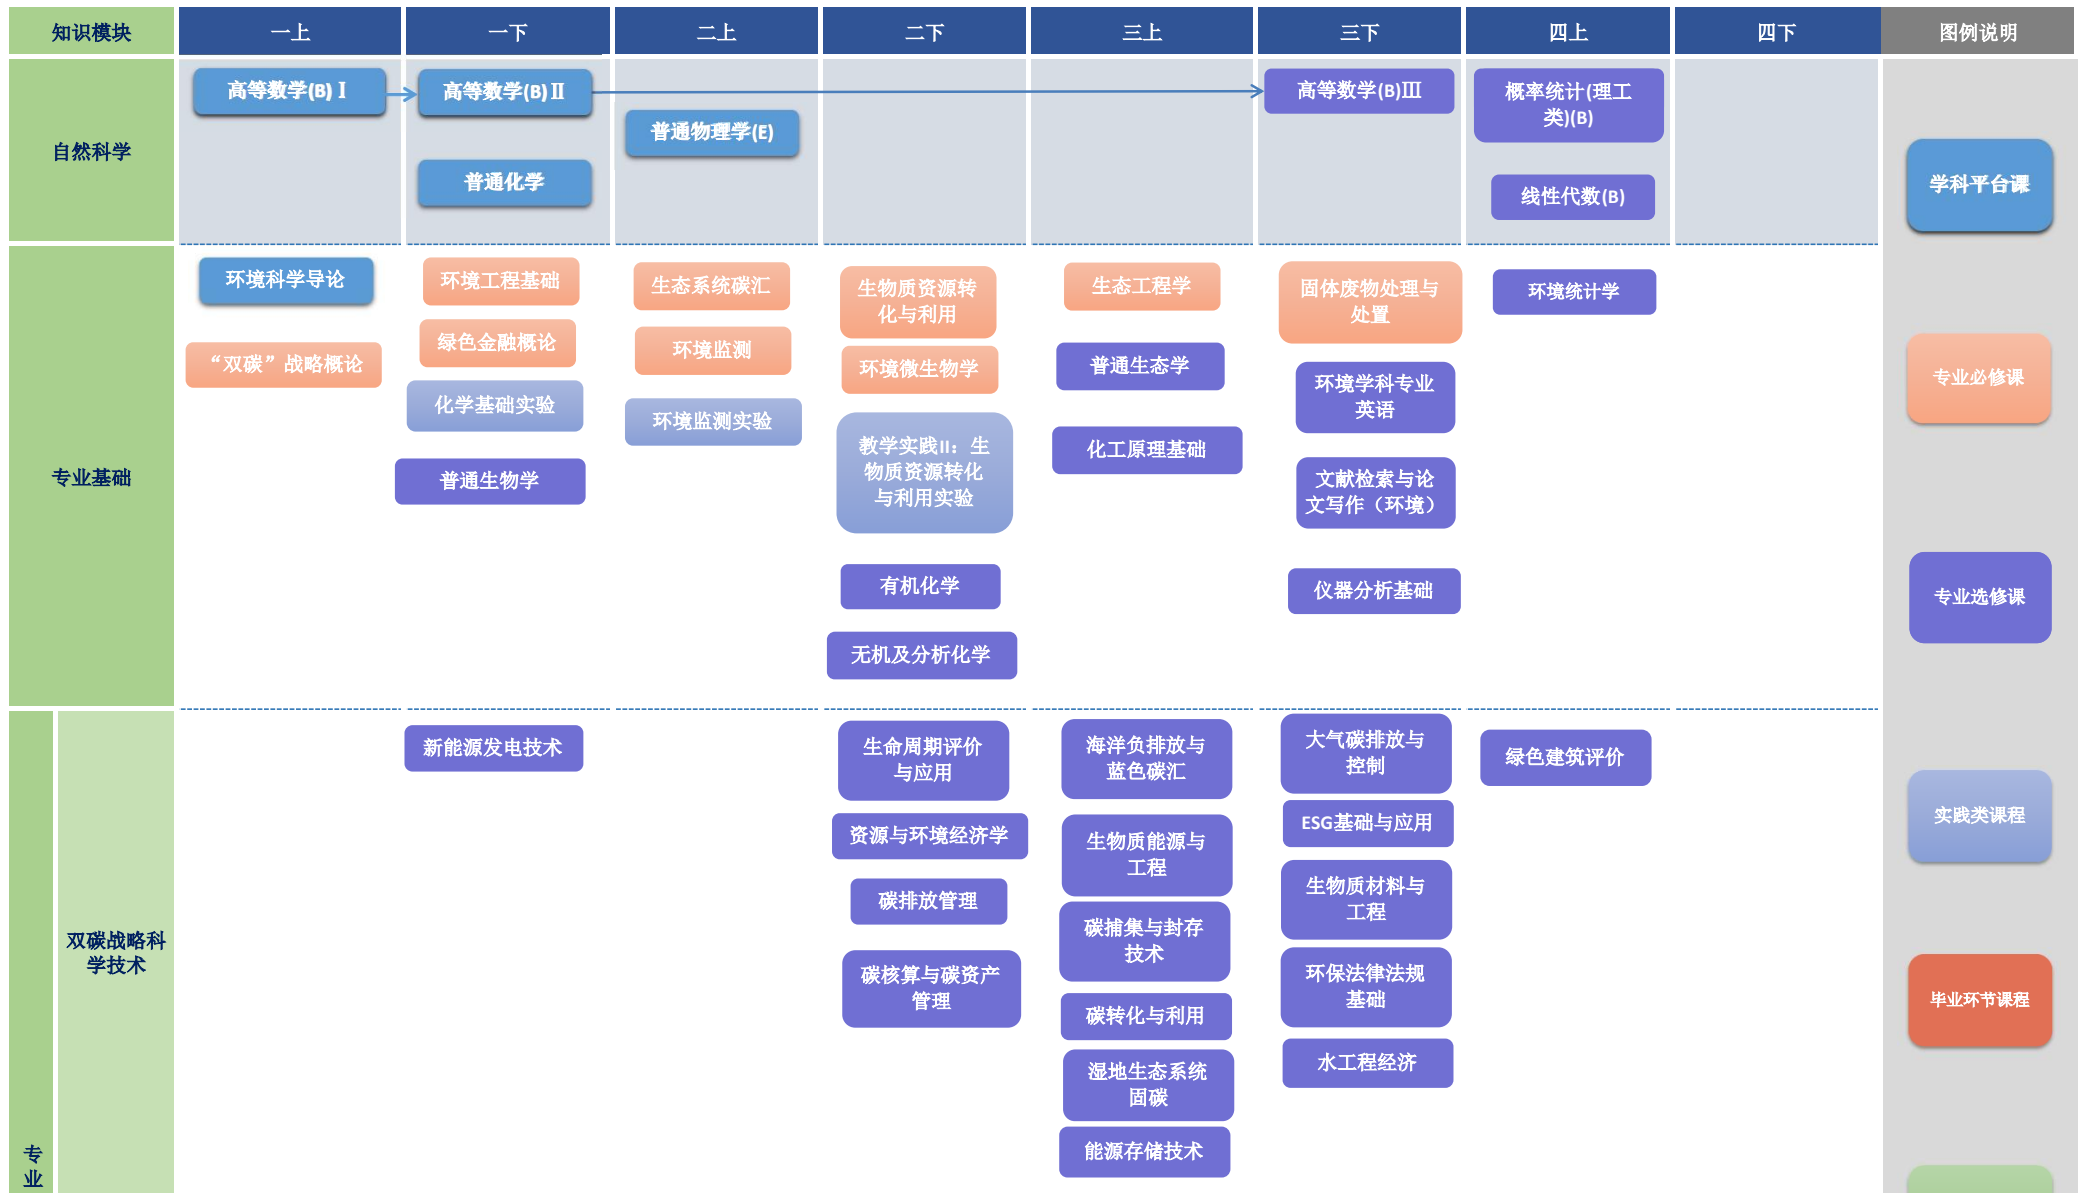 知识模块
一上
一下
二上
二下
三上
三下
四上
四下
图例说明
自然科学
高等数学(B) I
高等数学(B) II
普通化学
普通物理学(E)
高等数学(B)III
概率统计(理工
类)(B)
线性代数(B)
学科平台课
专业基础
环境科学导论
“双碳”战略概论
环境工程基础
绿色金融概论
化学基础实验
普通生物学
生态系统碳汇
环境监测
环境监测实验
生物质资源转
化与利用
环境微生物学
教学实践II：生
物质资源转化
与利用实验
有机化学
无机及分析化学
生态工程学
普通生态学
化工原理基础
固体废物处理与
处置
环境学科专业
英语
文献检索与论
文写作（环境）
仪器分析基础
环境统计学
专业必修课
专业选修课
专
业
双碳战略科
学技术
新能源发电技术
生命周期评价
与应用
资源与环境经济学
碳排放管理
碳核算与碳资产
管理
海洋负排放与
蓝色碳汇
生物质能源与
工程
碳捕集与封存
技术
碳转化与利用
湿地生态系统
固碳
能源存储技术
大气碳排放与
控制
ESG基础与应用
生物质材料与
工程
环保法律法规
基础
水工程经济
绿色建筑评价
实践类课程
毕业环节课程